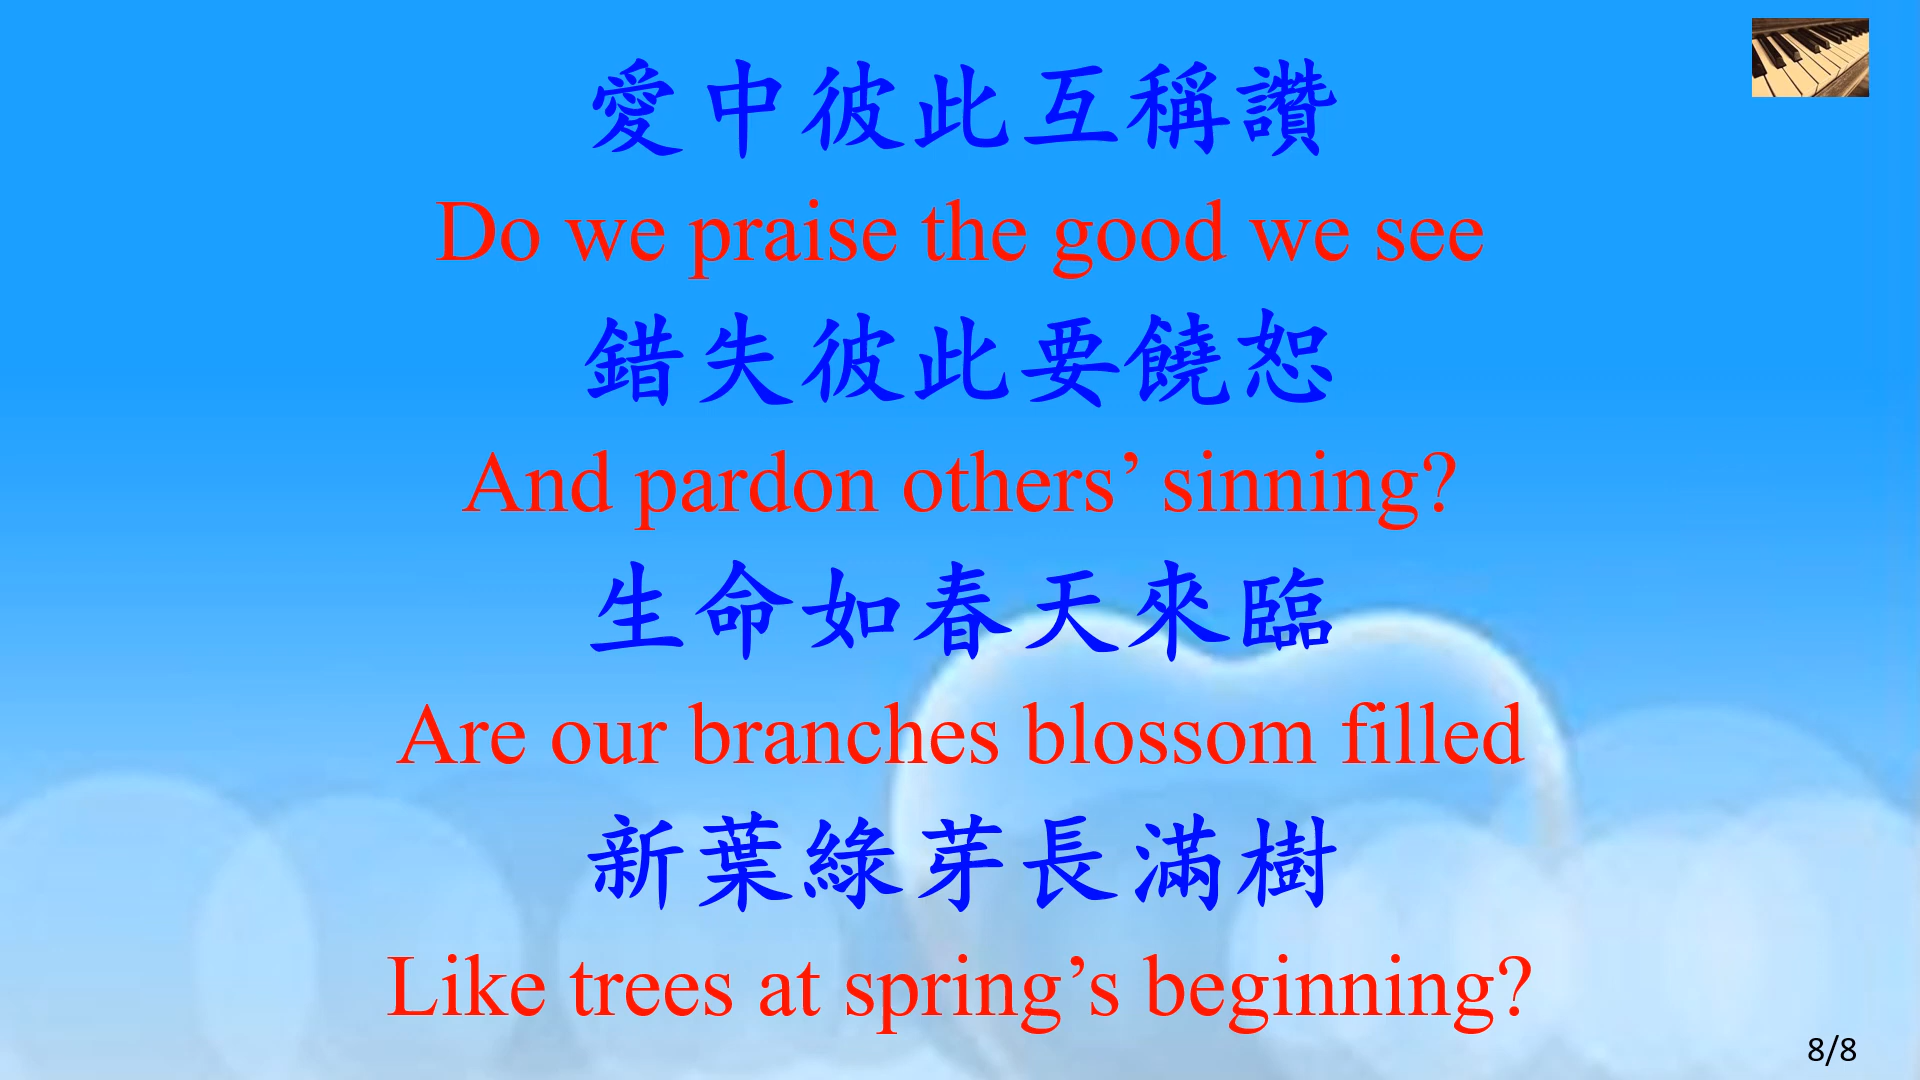 愛中彼此互稱讚
Do we praise the good we see
錯失彼此要饒恕
And pardon others’ sinning?
生命如春天來臨
Are our branches blossom filled
新葉綠芽長滿樹
Like trees at spring’s beginning?
8/8